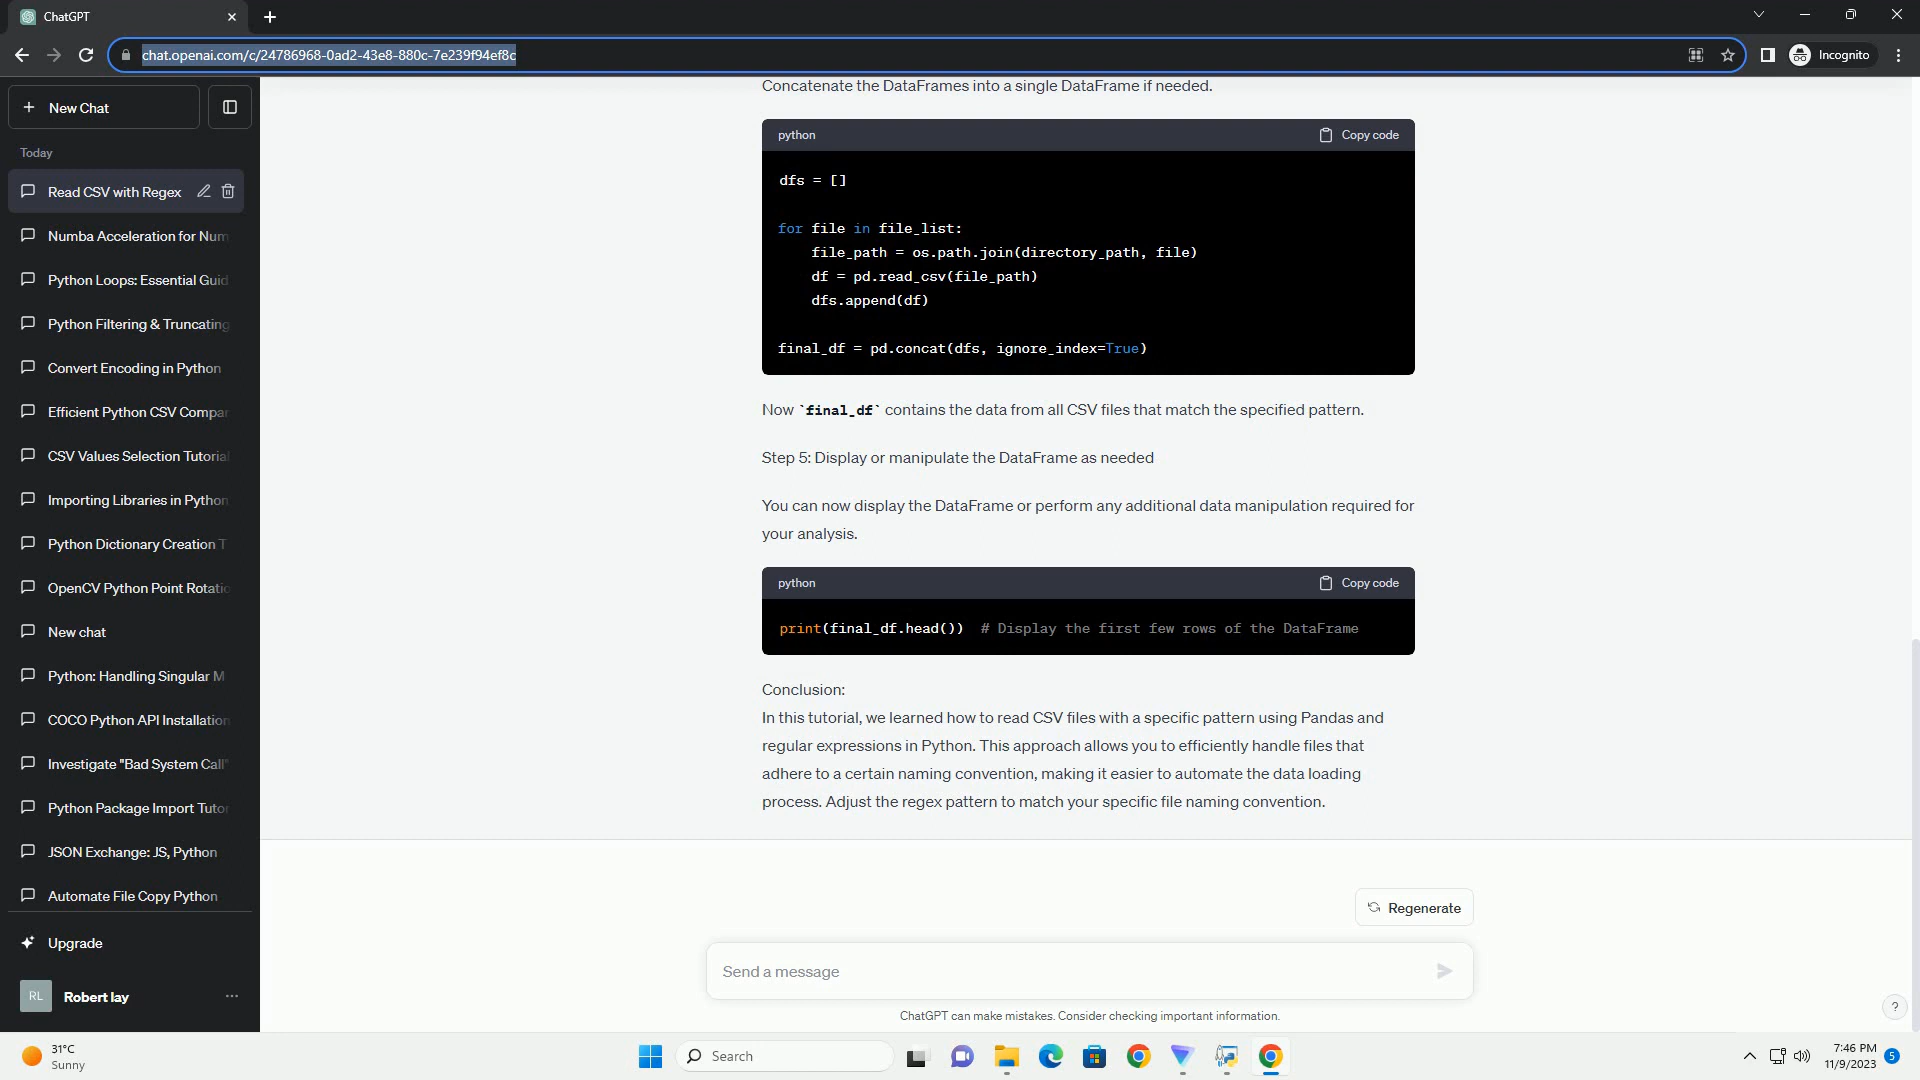 ChatGPT
chat.openai.com/c/24786968-0ad2-43e8-880c-7e239f94ef8c
Incognito
New Chat
Today
Read CSV with Regex
Numba Acceleration for Num
Python Loops: Essential Guid
Python Filtering & Truncating
Convert Encoding in Python
Efficient Python CSV Compar
CSV Values Selection Tutorial
Importing Libraries in Python
Python Dictionary Creation T
OpenCV Python Point Rotatio
New chat
Python: Handling Singular M
COCO Python API Installation
Investigate "Bad System Call"
Python Package Import Tutor
JSON Exchange: JS, Python
Automate File Copy Python
Upgrade
RL
Robert lay
Concatenate the DataFrames into a single DataFrame if needed.
python
Copy code
dfs = []
for file in file_list:
    file_path = os.path.join(directory_path, file)
    df = pd.read_csv(file_path)
    dfs.append(df)
final_df = pd.concat(dfs, ignore_index=True)
Now `final_df` contains the data from all CSV files that match the specified pattern.
Step 5: Display or manipulate the DataFrame as needed
You can now display the DataFrame or perform any additional data manipulation required for
your analysis.
python
Copy code
print(final_df.head())  # Display the first few rows of the DataFrame
Conclusion:
In this tutorial, we learned how to read CSV files with a specific pattern using Pandas and
regular expressions in Python. This approach allows you to efficiently handle files that
adhere to a certain naming convention, making it easier to automate the data loading
process. Adjust the regex pattern to match your specific file naming convention.
Regenerate
Send a message
ChatGPT can make mistakes. Consider checking important information.
?
31°C
Sunny
Search
7:46 PM
11/9/2023
5